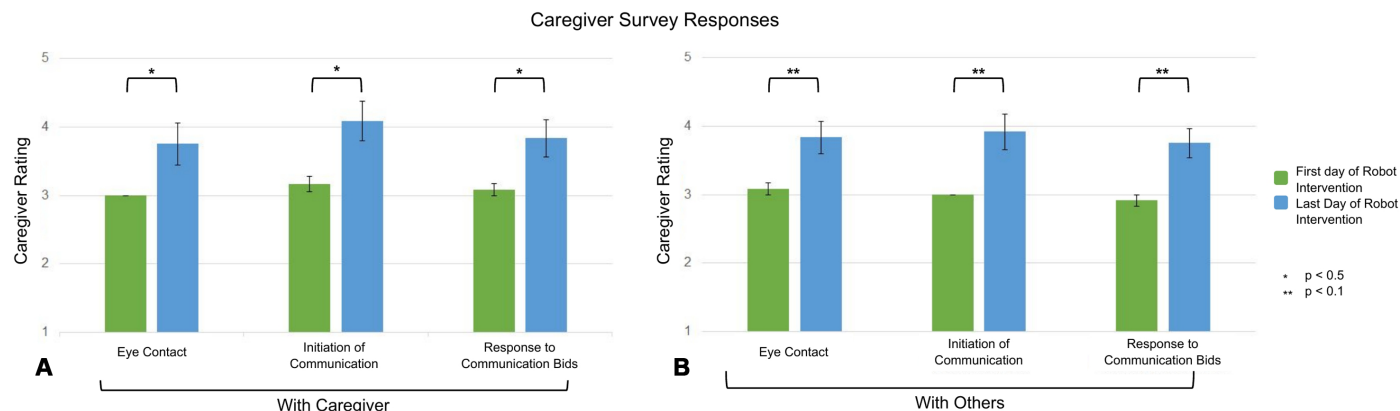 Caregiver Survey Responses
5
4
3
2
1
Caregiver Rating
*
*
*
Eye Contact
Initiation of
Communication
Response to
Communication Bids
A
With Caregiver
5
4
3
2
1
Caregiver Rating
**
**
**
Eye Contact
Initiation of
Communication
Response to
Communication Bids
B
With Others
First day of Robot
Intervention
Last Day of Robot
Intervention
* p < 0.5
** p < 0.1